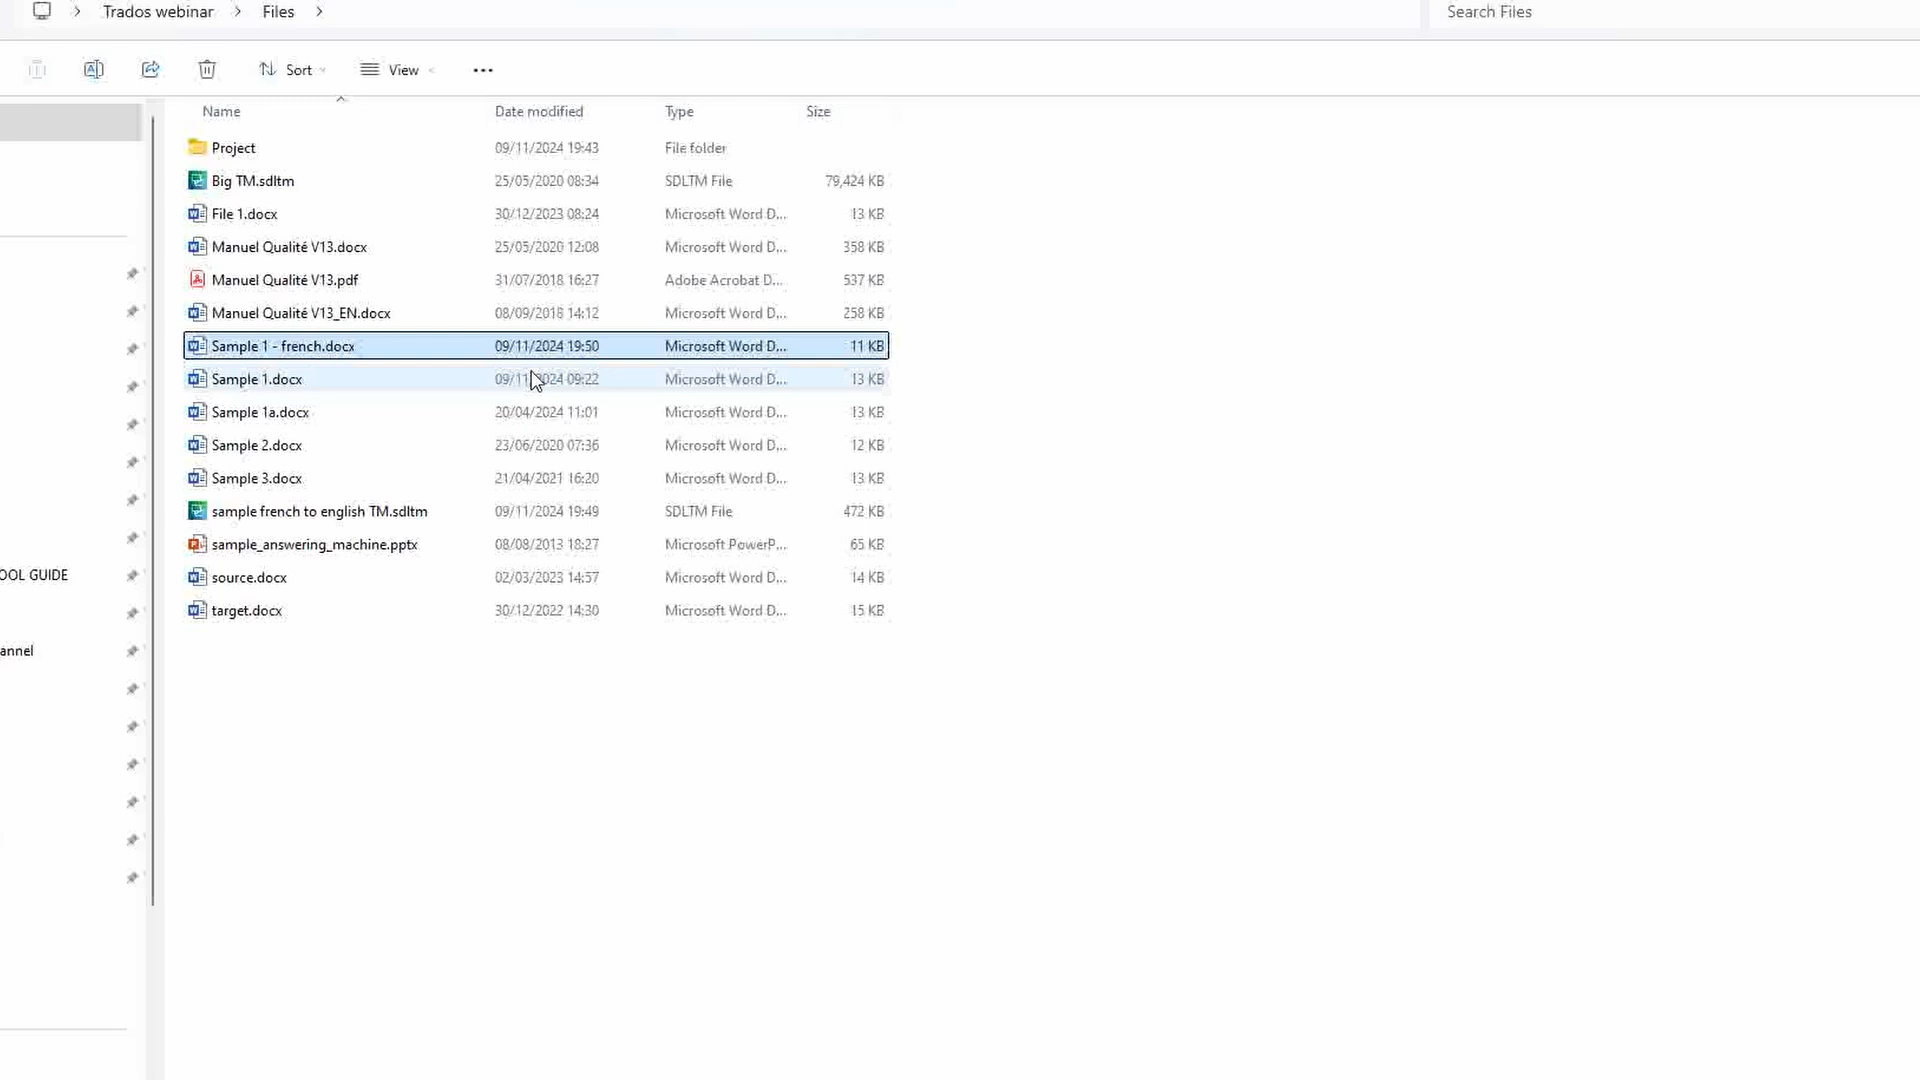 Trados webinar > Files >
Search Files
Sort
View
Name Date modified Type Size
Project 09/11/2024 19:43 File folder
Big TM.sdltm 25/05/2020 08:34 SDLTM File 79,424 KB
File 1.docx 30/12/2023 08:24 Microsoft Word D... 13 KB
Manuel Qualité V13.docx 25/05/2020 12:08 Microsoft Word D... 358 KB
Manuel Qualité V13.pdf 31/07/2018 16:27 Adobe Acrobat D... 537 KB
Manuel Qualité V13_EN.docx 08/09/2018 14:12 Microsoft Word D... 258 KB
Sample 1 - french.docx 09/11/2024 19:50 Microsoft Word D... 11 KB
Sample 1.docx 09/11/2024 09:22 Microsoft Word D... 13 KB
Sample 1a.docx 20/04/2024 11:01 Microsoft Word D... 13 KB
Sample 2.docx 23/06/2020 07:36 Microsoft Word D... 12 KB
Sample 3.docx 21/04/2021 16:20 Microsoft Word D... 13 KB
sample french to english TM.sdltm 09/11/2024 19:49 SDLTM File 472 KB
sample_answering_machine.pptx 08/08/2013 18:27 Microsoft PowerP... 65 KB
source.docx 02/03/2023 14:57 Microsoft Word D... 14 KB
OOL GUIDE
target.docx 30/12/2022 14:30 Microsoft Word D... 15 KB
annel